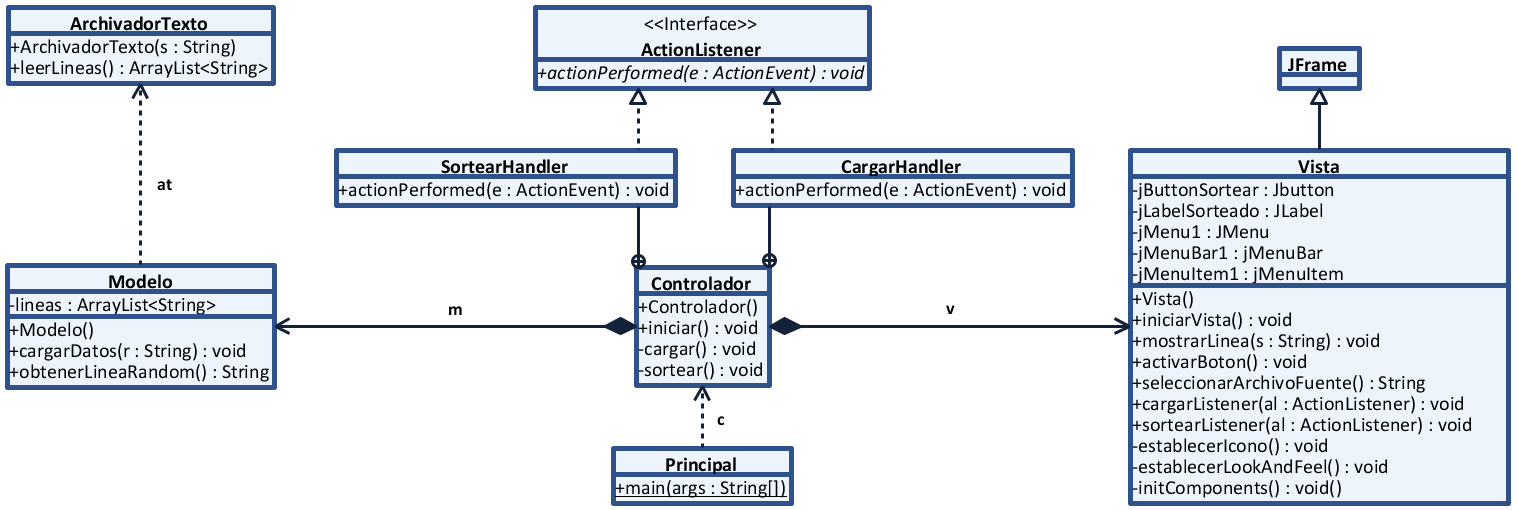 ArchivadorTexto
+ArchivadorTexto(s : String)
+leerLineas() : ArrayList<String>
<<Interface>>
ActionListener
+actionPerformed(e : ActionEvent) : void
JFrame
SortearHandler
+actionPerformed(e : ActionEvent) : void
CargarHandler
+actionPerformed(e : ActionEvent) : void
at
Modelo
-lineas : ArrayList<String>
+Modelo()
+cargarDatos(r : String) : void
+obtenerLineaRandom() : String
m
Controlador
+Controlador()
+iniciar() : void
-cargar() : void
-sortear() : void
v
c
Principal
+main(args : String[])
Vista
-jButtonSortear : Jbutton
-jLabelSorteado : JLabel
-jMenu1 : JMenu
-jMenuBar1 : jMenuBar
-jMenuItem1 : jMenuItem
+Vista()
+iniciarVista() : void
+mostrarLinea(s : String) : void
+activarBoton() : void
+seleccionarArchivoFuente() : String
+cargarListener(al : ActionListener) : void
+sortearListener(al : ActionListener) : void
-establecerIcono() : void
-establecerLookAndFeel() : void
-initComponents() : void()